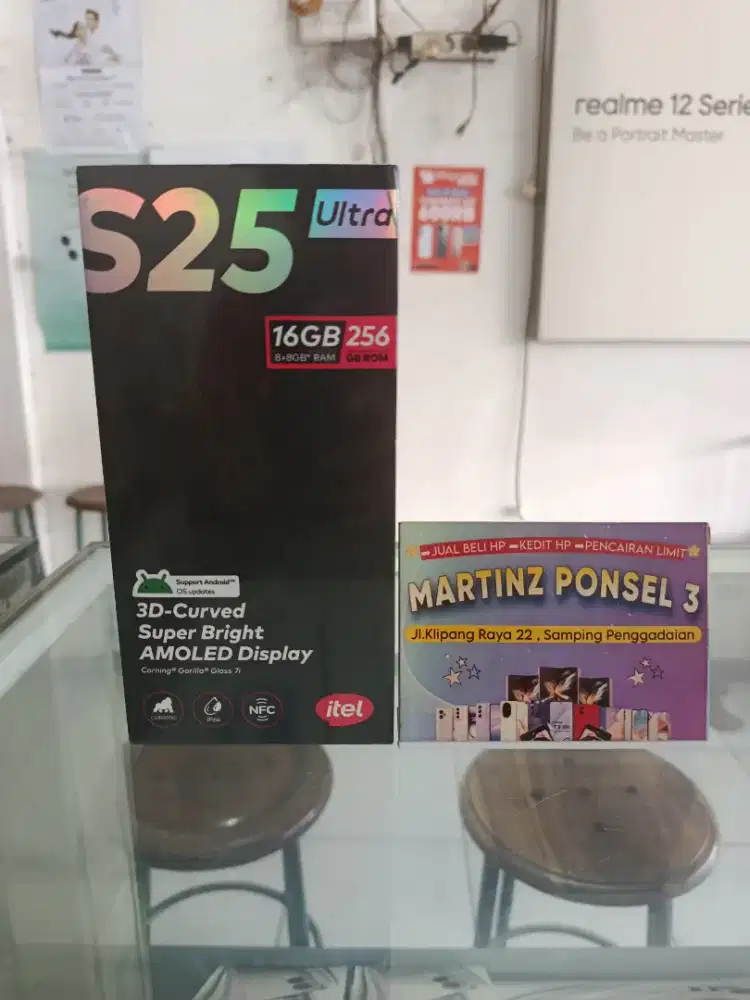 realme 12 Serie
Be a Portrait Master
S25 Ultra
16GB 256
8+8GB* RAM GB ROM
Support Android™
OS updates
3D-Curved
Super Bright
AMOLED Display
Corning® Gorilla® Glass 7i
NFC
itel
JUAL BELI HP KEDIT HP PENCAIRAN LIMIT
MARTINZ PONSEL 3
Jl.Klipang Raya 22 , Samping Penggadaian